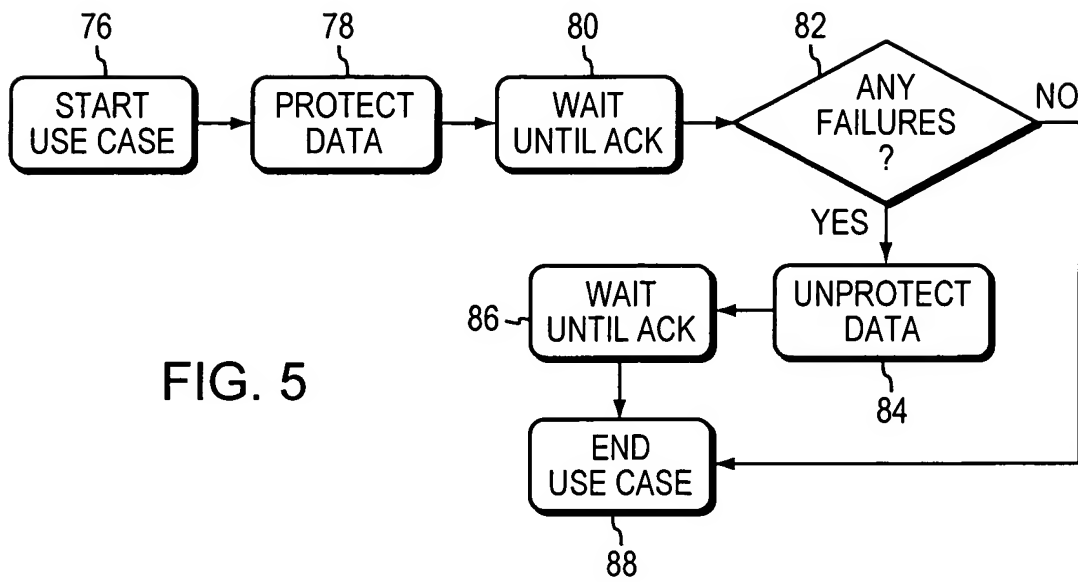 76
78
80
82
START
USE CASE
PROTECT
DATA
WAIT
UNTIL ACK
ANY
FAILURES
?
NO
YES
86
WAIT
UNTIL ACK
UNPROTECT
DATA
84
FIG. 5
END
USE CASE
88